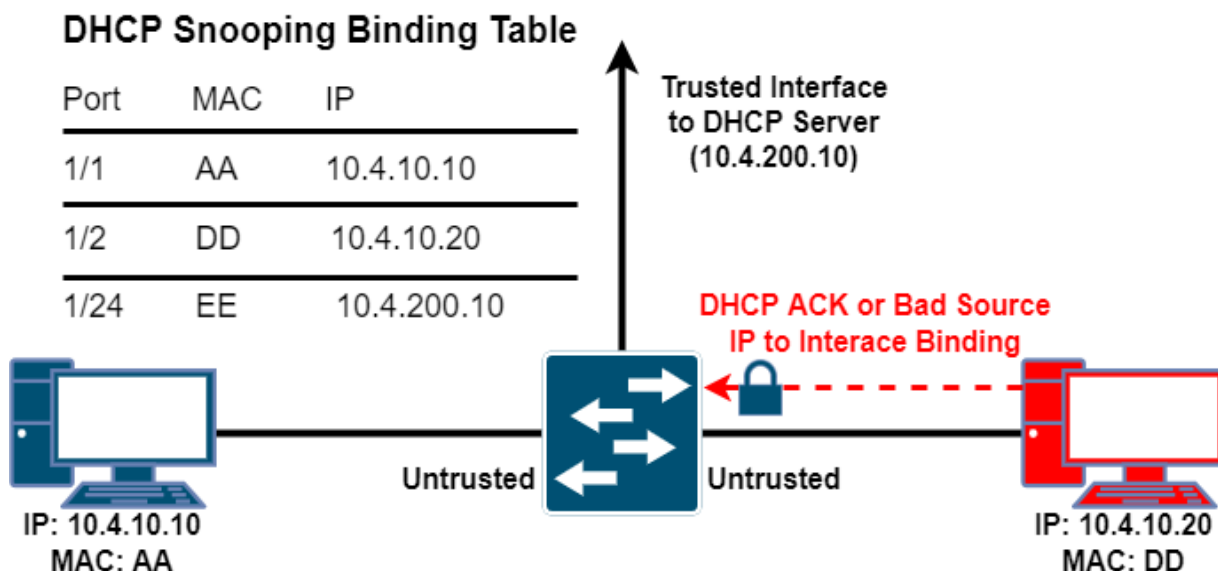 DHCP Snooping Binding Table
Port MAC IP
1/1 AA 10.4.10.10
1/2 DD 10.4.10.20
1/24 EE 10.4.200.10
Trusted Interface
to DHCP Server
(10.4.200.10)
DHCP ACK or Bad Source
IP to Interace Binding
Untrusted
Untrusted
IP: 10.4.10.10
MAC: AA
IP: 10.4.10.20
MAC: DD